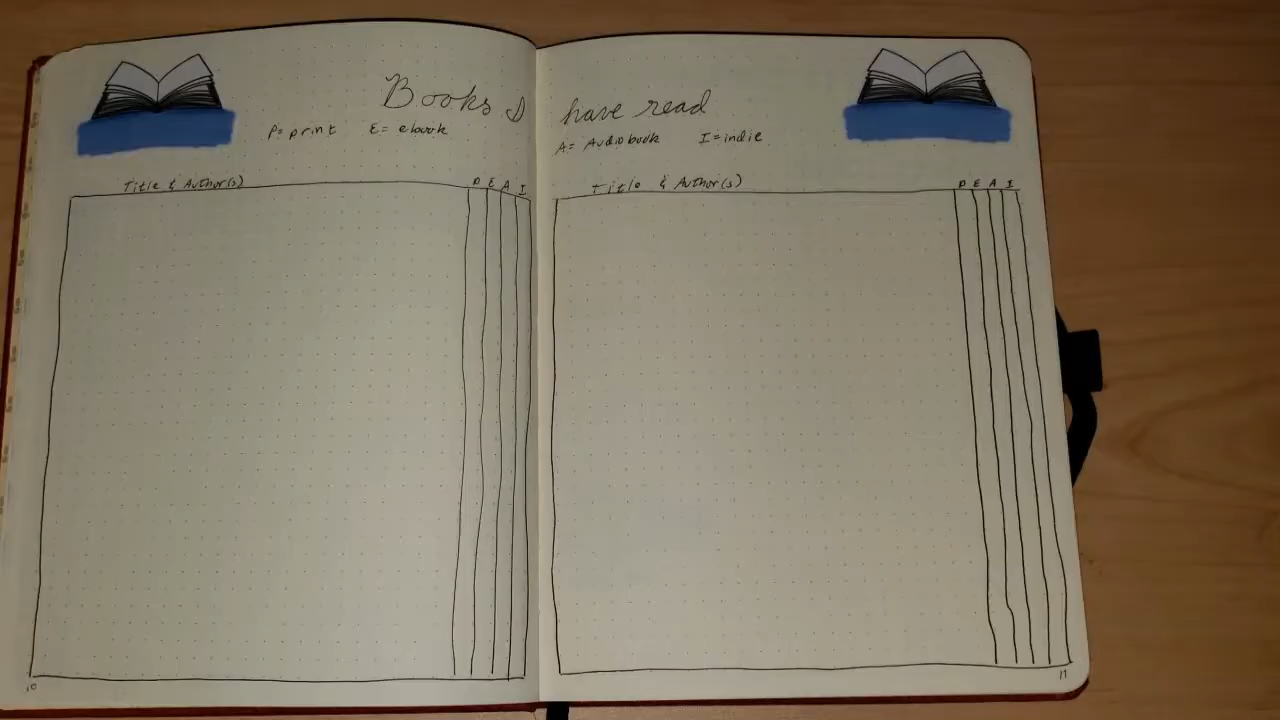 Books I have read
P= print E= ebook A= Audiobook I=indie
Title & Author(s) P E A I
Title & Author(s) P E A I
10
11